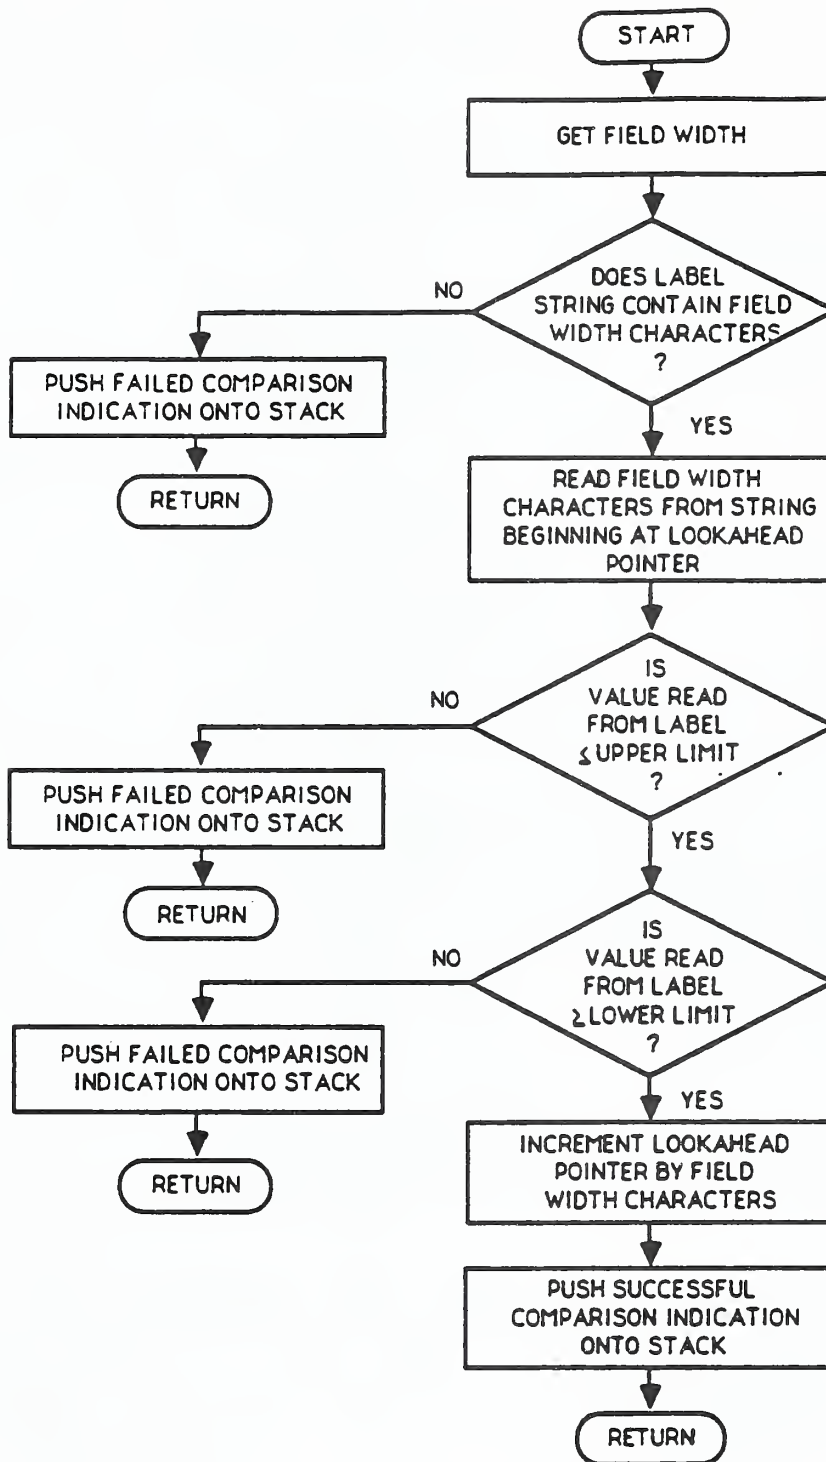 START
GET FIELD WIDTH
DOES LABEL
STRING CONTAIN FIELD
WIDTH CHARACTERS
?
NO
PUSH FAILED COMPARISON
INDICATION ONTO STACK
RETURN
YES
READ FIELD WIDTH
CHARACTERS FROM STRING
BEGINNING AT LOOKAHEAD
POINTER
IS
VALUE READ
FROM LABEL
≤ UPPER LIMIT
?
NO
PUSH FAILED COMPARISON
INDICATION ONTO STACK
RETURN
YES
IS
VALUE READ
FROM LABEL
≥ LOWER LIMIT
?
NO
PUSH FAILED COMPARISON
INDICATION ONTO STACK
RETURN
YES
INCREMENT LOOKAHEAD
POINTER BY FIELD
WIDTH CHARACTERS
PUSH SUCCESSFUL
COMPARISON INDICATION
ONTO STACK
RETURN